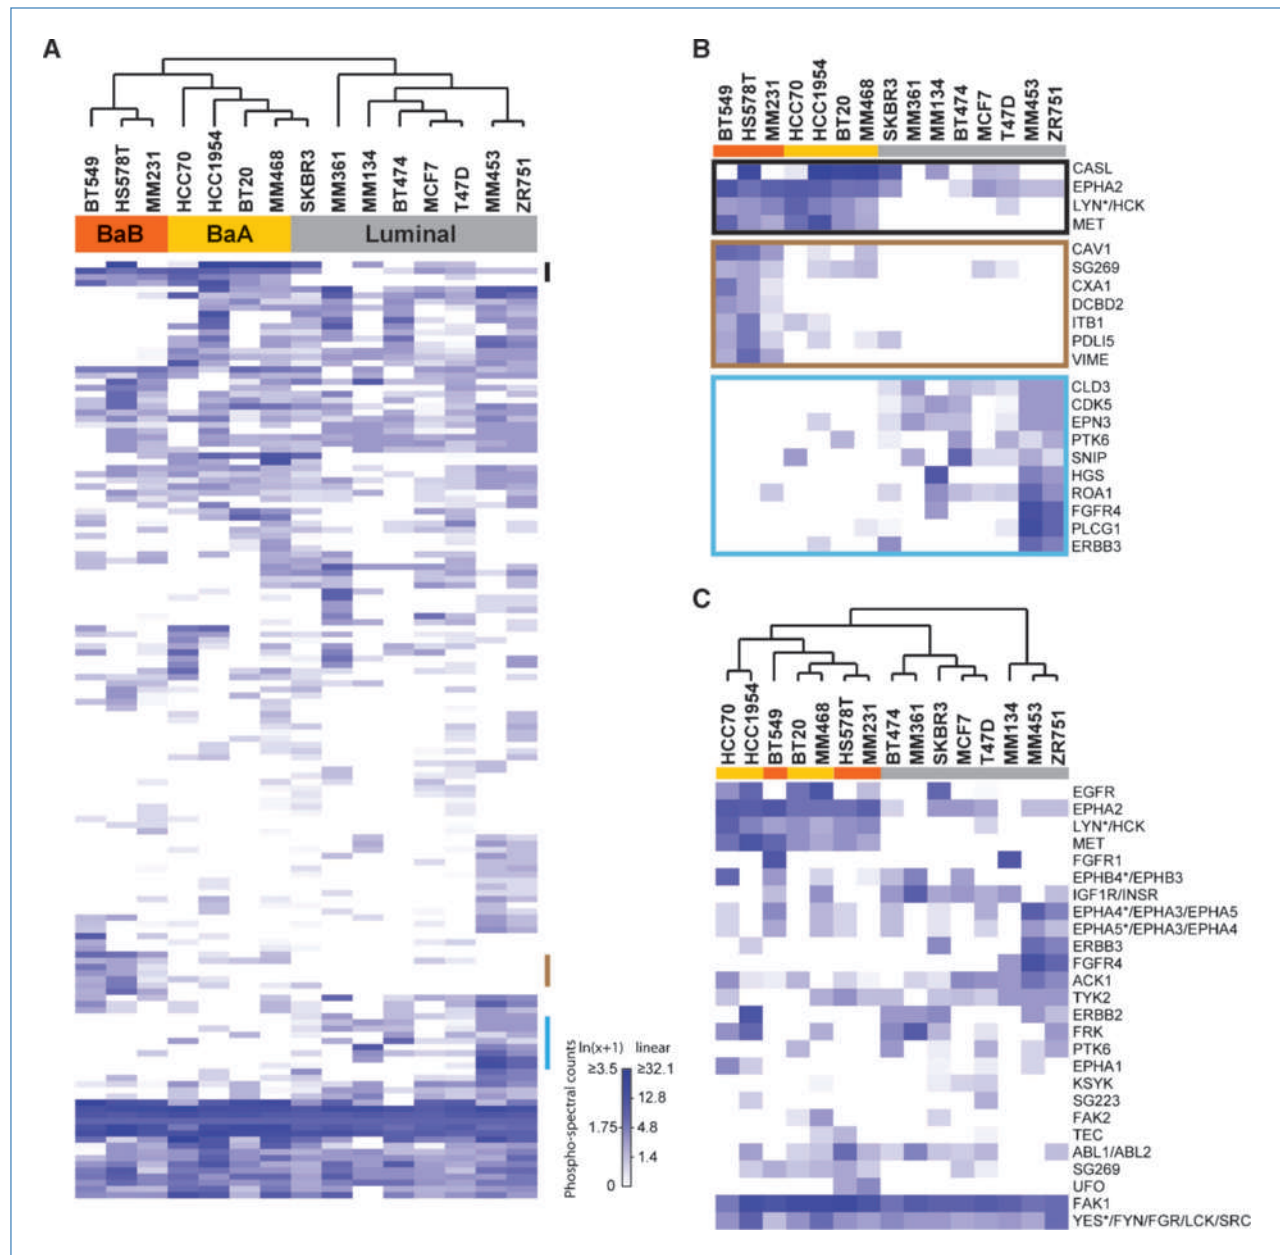 A
BT549
HS578T
MM231
HCC70
HCC1954
BT20
MM468
SKBR3
MM361
MM134
BT474
MCF7
T47D
MM453
ZR751
BaB
BaA
Luminal
Phospho-spectral counts
ln(x+1) linear
≥3.5 ≥32.1
12.8
1.75 4.8
1.4
0
B
BT549
HS578T
MM231
HCC70
HCC1954
BT20
MM468
SKBR3
MM361
MM134
BT474
MCF7
T47D
MM453
ZR751
CASL
EPHA2
LYN*/HCK
MET
CAV1
SG269
CXA1
DCBD2
ITB1
PDLI5
VIME
CLD3
CDK5
EPN3
PTK6
SNIP
HGS
ROA1
FGFR4
PLCG1
ERBB3
C
HCC70
HCC1954
BT549
BT20
MM468
HS578T
MM231
BT474
MM361
SKBR3
MCF7
T47D
MM134
MM453
ZR751
EGFR
EPHA2
LYN*/HCK
MET
FGFR1
EPHB4*/EPHB3
IGF1R/INSR
EPHA4*/EPHA3/EPHA5
EPHA5*/EPHA3/EPHA4
ERBB3
FGFR4
ACK1
TYK2
ERBB2
FRK
PTK6
EPHA1
KSYK
SG223
FAK2
TEC
ABL1/ABL2
SG269
UFO
FAK1
YES*/FYN/FGR/LCK/SRC